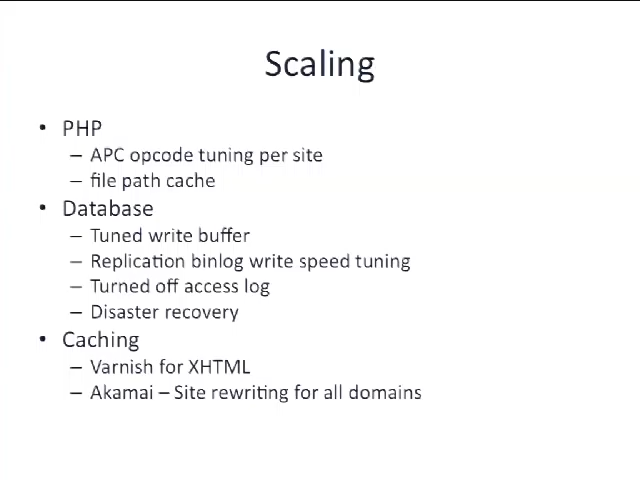 Scaling
• PHP
– APC opcode tuning per site
– file path cache
• Database
– Tuned write buffer
– Replication binlog write speed tuning
– Turned off access log
– Disaster recovery
• Caching
– Varnish for XHTML
– Akamai – Site rewriting for all domains